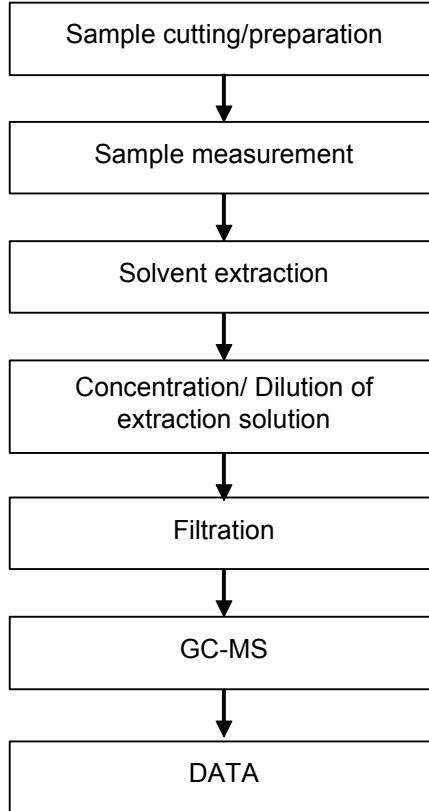 Sample cutting/preparation
Sample measurement
Solvent extraction
Concentration/ Dilution of
extraction solution
Filtration
GC-MS
DATA